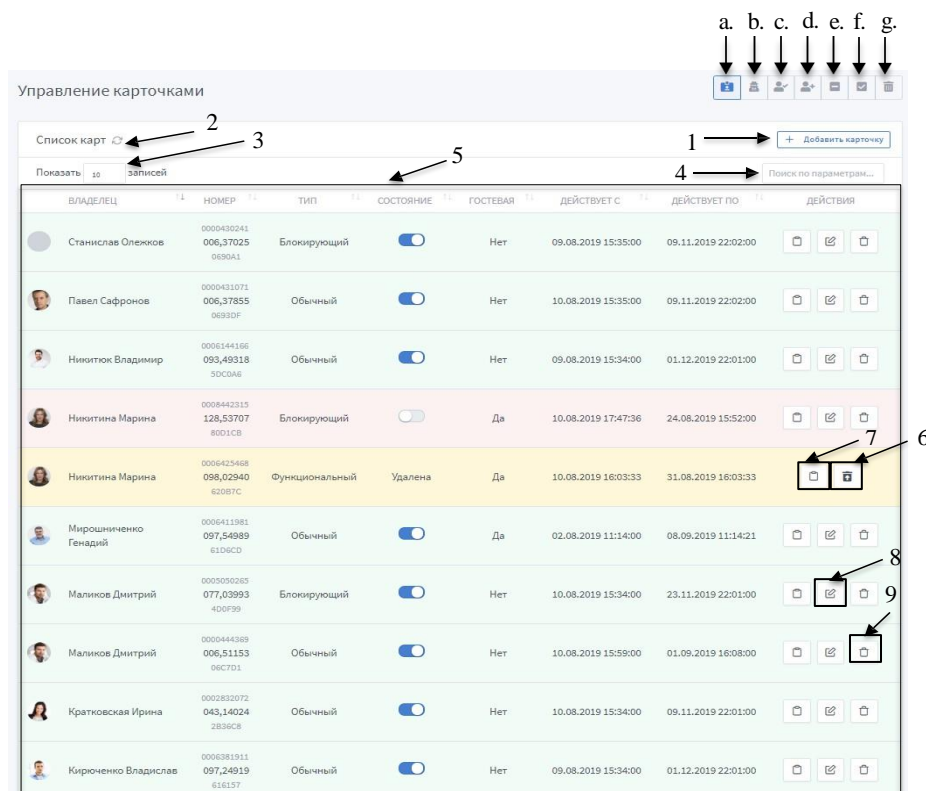 a. b. c. d. e. f. g.
Управление карточками
Список карт 2 1 + Добавить карточку
3
Показать 10 записей 5 4 Поиск по параметрам...
ВЛАДЕЛЕЦ НОМЕР ТИП СОСТОЯНИЕ ГОСТЕВАЯ ДЕЙСТВУЕТ С ДЕЙСТВУЕТ ПО ДЕЙСТВИЯ
0000430241
Станислав Олежков 006,37025 Блокирующий Нет 09.08.2019 15:35:00 09.11.2019 22:02:00
0690A1
0000431071
Павел Сафронов 006,37855 Обычный Нет 10.08.2019 15:35:00 09.11.2019 22:02:00
0693DF
0006144166
Никитюк Владимир 093,49318 Обычный Нет 09.08.2019 15:34:00 01.12.2019 22:01:00
5DC0A6
0008442315
Никитина Марина 128,53707 Блокирующий Да 10.08.2019 17:47:36 24.08.2019 15:52:00
80D1CB
7 6
0006425468
Никитина Марина 098,02940 Функциональный Удалена Да 10.08.2019 16:03:33 31.08.2019 16:03:33
620B7C
0006411981
Мирошниченко Генадий 097,54989 Обычный Да 02.08.2019 11:14:00 08.09.2019 11:14:21
61D6CD
8
0005050265
Маликов Дмитрий 077,03993 Блокирующий Нет 10.08.2019 15:34:00 23.11.2019 22:01:00 9
4D0F99
0000444369
Маликов Дмитрий 006,51153 Обычный Нет 10.08.2019 15:59:00 01.09.2019 16:08:00
06C7D1
0002832072
Кратковская Ирина 043,14024 Обычный Нет 10.08.2019 15:34:00 09.11.2019 22:01:00
2B36C8
0006381911
Кирюченко Владислав 097,24919 Обычный Нет 09.08.2019 15:34:00 01.12.2019 22:01:00
616157